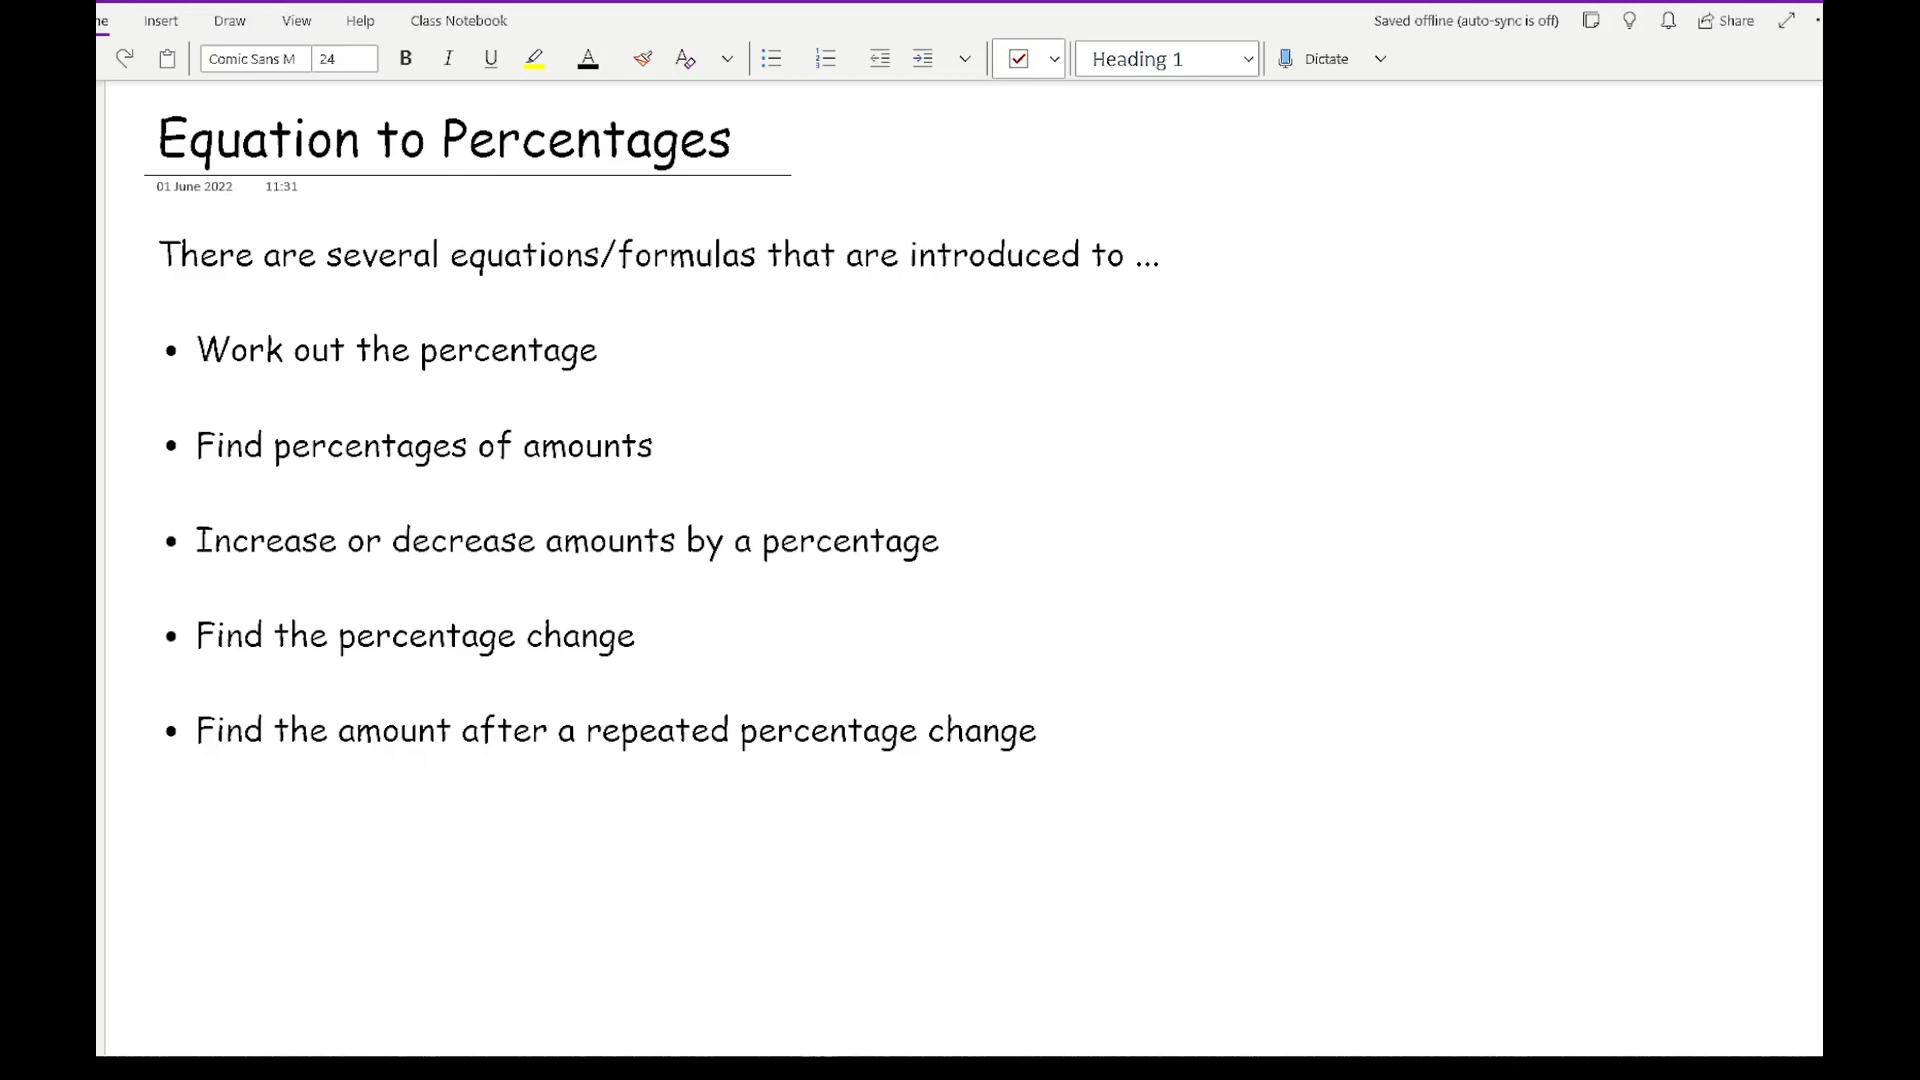 ne Insert Draw View Help Class Notebook Saved offline (auto-sync is off) Share
Comic Sans M 24 B I U A Heading 1 Dictate
Equation to Percentages
01 June 2022 11:31
There are several equations/formulas that are introduced to ...
• Work out the percentage
• Find percentages of amounts
• Increase or decrease amounts by a percentage
• Find the percentage change
• Find the amount after a repeated percentage change